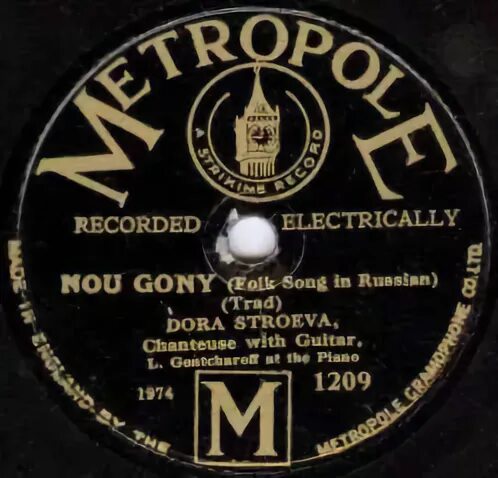 METROPOLE
A STRIKING RECORD
RECORDED ELECTRICALLY
NOU GONY (Folk Song in Russian)
(Trad)
DORA STROEVA,
Chanteuse with Guitar.
L. Gontcharoff at the Piano
1974
M
1209
MADE IN ENGLAND BY THE METROPOLE GRAMOPHONE CO. LTD.